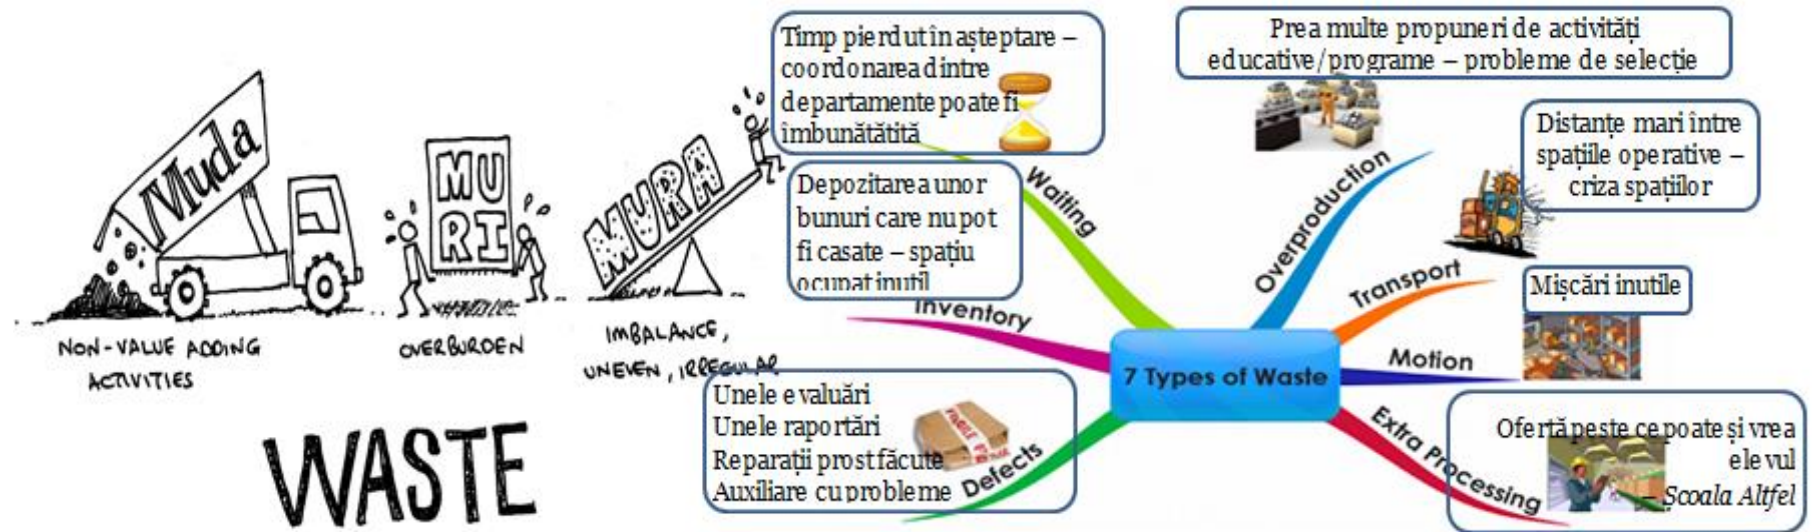 Muda
NON-VALUE ADDING
ACTIVITIES
MU
RI
OVERBURDEN
MURA
IMBALANCE,
UNEVEN, IRREGULAR
WASTE
Timp pierdut în așteptare –
coordonarea dintre
departamente poate fi
îmbunătătită
Waiting
Depozitarea unor
bunuri care nu pot
fi casate – spațiu
ocupat inutil
Inventory
Unele evaluări
Unele raportări
Reparații prost făcute
Auxiliare cu probleme
Defects
7 Types of Waste
Prea multe propuneri de activități
educative/programe – probleme de selecție
Overproduction
Distanțe mari între
spațiile operative –
criza spațiilor
Transport
Mișcări inutile
Motion
Ofertă peste ce poate și vrea
elevul
– Școala Altfel
Extra Processing